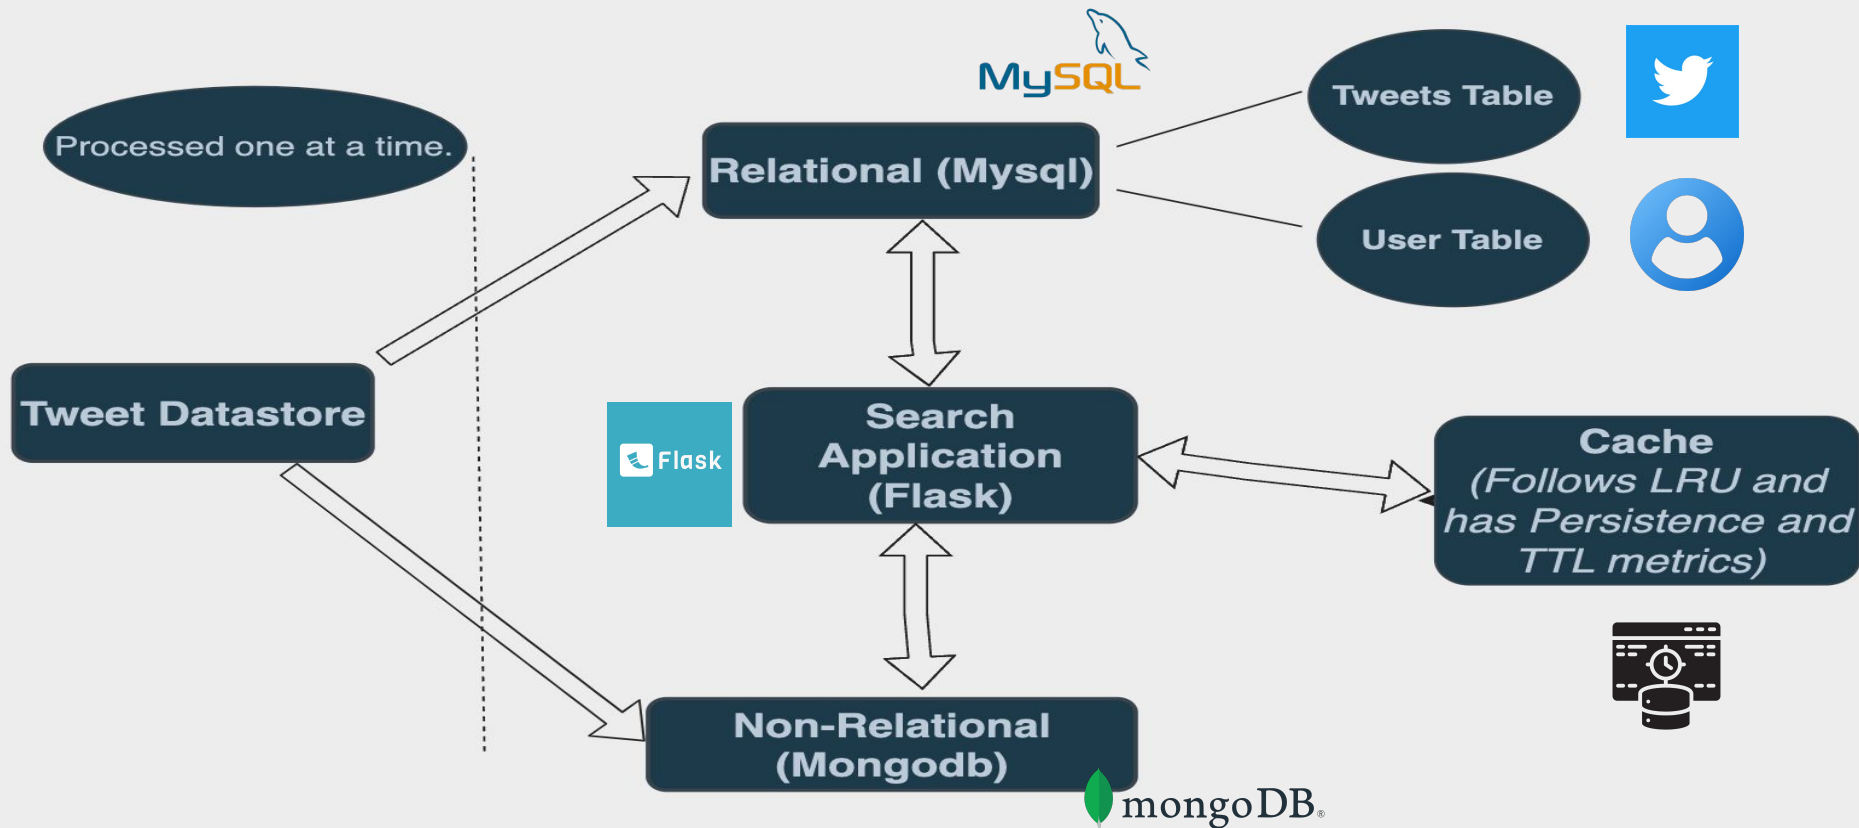 MySQL
Tweets Table
Processed one at a time.
Relational (Mysql)
User Table
Tweet Datastore
Flask
Search
Application
(Flask)
Cache
(Follows LRU and
has Persistence and
TTL metrics)
Non-Relational
(Mongodb)
mongoDB®